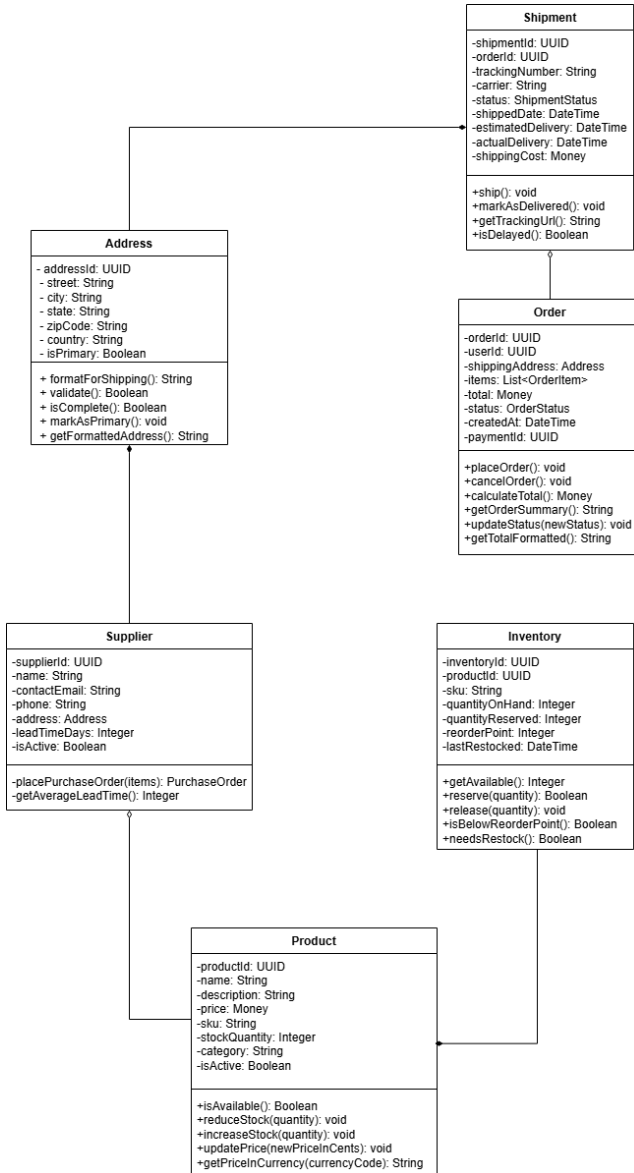 Shipment
-shipmentId: UUID
-orderId: UUID
-trackingNumber: String
-carrier: String
-status: ShipmentStatus
-shippedDate: DateTime
-estimatedDelivery: DateTime
-actualDelivery: DateTime
-shippingCost: Money
+ship(): void
+markAsDelivered(): void
+getTrackingUrl(): String
+isDelayed(): Boolean
Address
- addressId: UUID
- street: String
- city: String
- state: String
- zipCode: String
- country: String
- isPrimary: Boolean
+ formatForShipping(): String
+ validate(): Boolean
+ isComplete(): Boolean
+ markAsPrimary(): void
+ getFormattedAddress(): String
Order
-orderId: UUID
-userId: UUID
-shippingAddress: Address
-items: List<OrderItem>
-total: Money
-status: OrderStatus
-createdAt: DateTime
-paymentId: UUID
+placeOrder(): void
+cancelOrder(): void
+calculateTotal(): Money
+getOrderSummary(): String
+updateStatus(newStatus): void
+getTotalFormatted(): String
Supplier
-supplierId: UUID
-name: String
-contactEmail: String
-phone: String
-address: Address
-leadTimeDays: Integer
-isActive: Boolean
-placePurchaseOrder(items): PurchaseOrder
-getAverageLeadTime(): Integer
Inventory
-inventoryId: UUID
-productId: UUID
-sku: String
-quantityOnHand: Integer
-quantityReserved: Integer
-reorderPoint: Integer
-lastRestocked: DateTime
+getAvailable(): Integer
+reserve(quantity): Boolean
+release(quantity): void
+isBelowReorderPoint(): Boolean
+needsRestock(): Boolean
Product
-productId: UUID
-name: String
-description: String
-price: Money
-sku: String
-stockQuantity: Integer
-category: String
-isActive: Boolean
+isAvailable(): Boolean
+reduceStock(quantity): void
+increaseStock(quantity): void
+updatePrice(newPriceInCents): void
+getPriceInCurrency(currencyCode): String